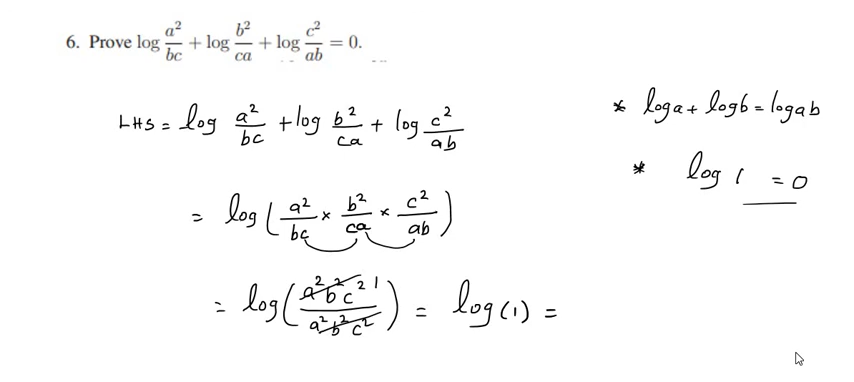 6. Prove log a²/bc + log b²/ca + log c²/ab = 0.
LHS = log a²/bc + log b²/ca + log c²/ab
* log a + log b = log ab
* log 1 = 0
= log ( a²/bc × b²/ca × c²/ab )
= log ( a²b²c² 1 / a²b²c² ) = log (1) =